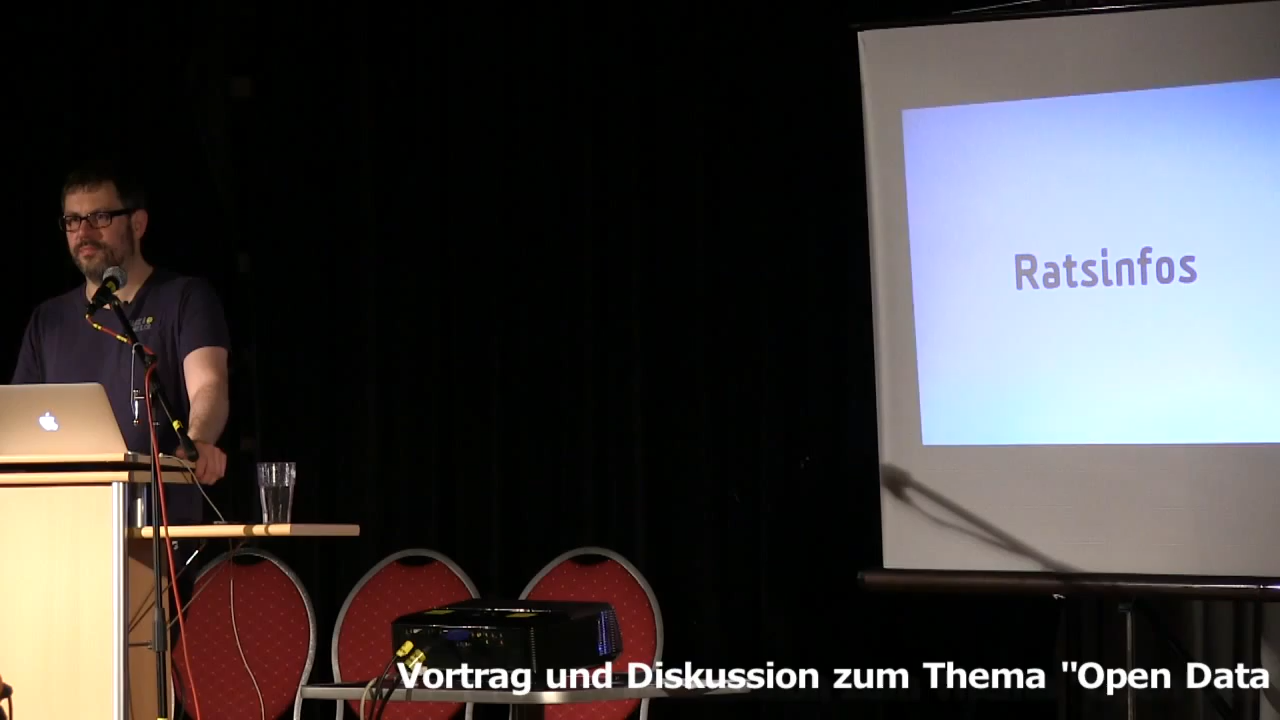 Ratsinfos
Vortrag und Diskussion zum Thema "Open Data